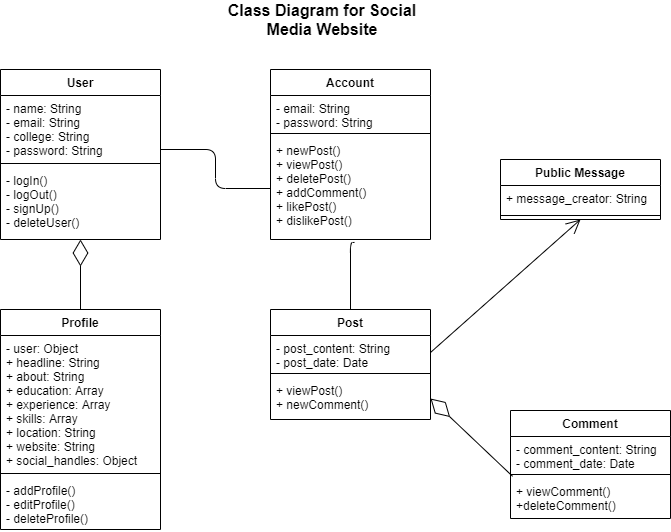 Class Diagram for Social
Media Website
User
- name: String
- email: String
- college: String
- password: String
- logIn()
- logOut()
- signUp()
- deleteUser()
Account
- email: String
- password: String
+ newPost()
+ viewPost()
+ deletePost()
+ addComment()
+ likePost()
+ dislikePost()
Public Message
+ message_creator: String
Profile
- user: Object
+ headline: String
+ about: String
+ education: Array
+ experience: Array
+ skills: Array
+ location: String
+ website: String
+ social_handles: Object
- addProfile()
- editProfile()
- deleteProfile()
Post
- post_content: String
- post_date: Date
+ viewPost()
+ newComment()
Comment
- comment_content: String
- comment_date: Date
+ viewComment()
+deleteComment()